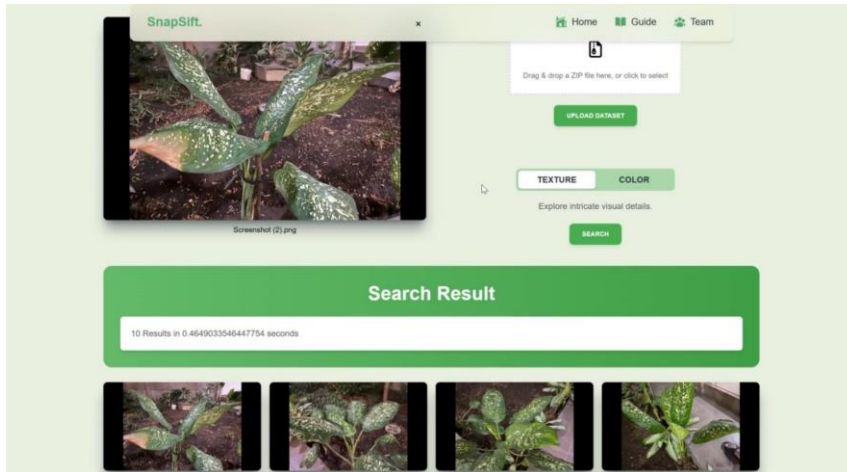 SnapSift.
×
Home
Guide
Team
Drag & drop a ZIP file here, or click to select
UPLOAD DATASET
TEXTURE
COLOR
Explore intricate visual details.
SEARCH
Screenshot (2).png
Search Result
10 Results in 0.4649033546447754 seconds